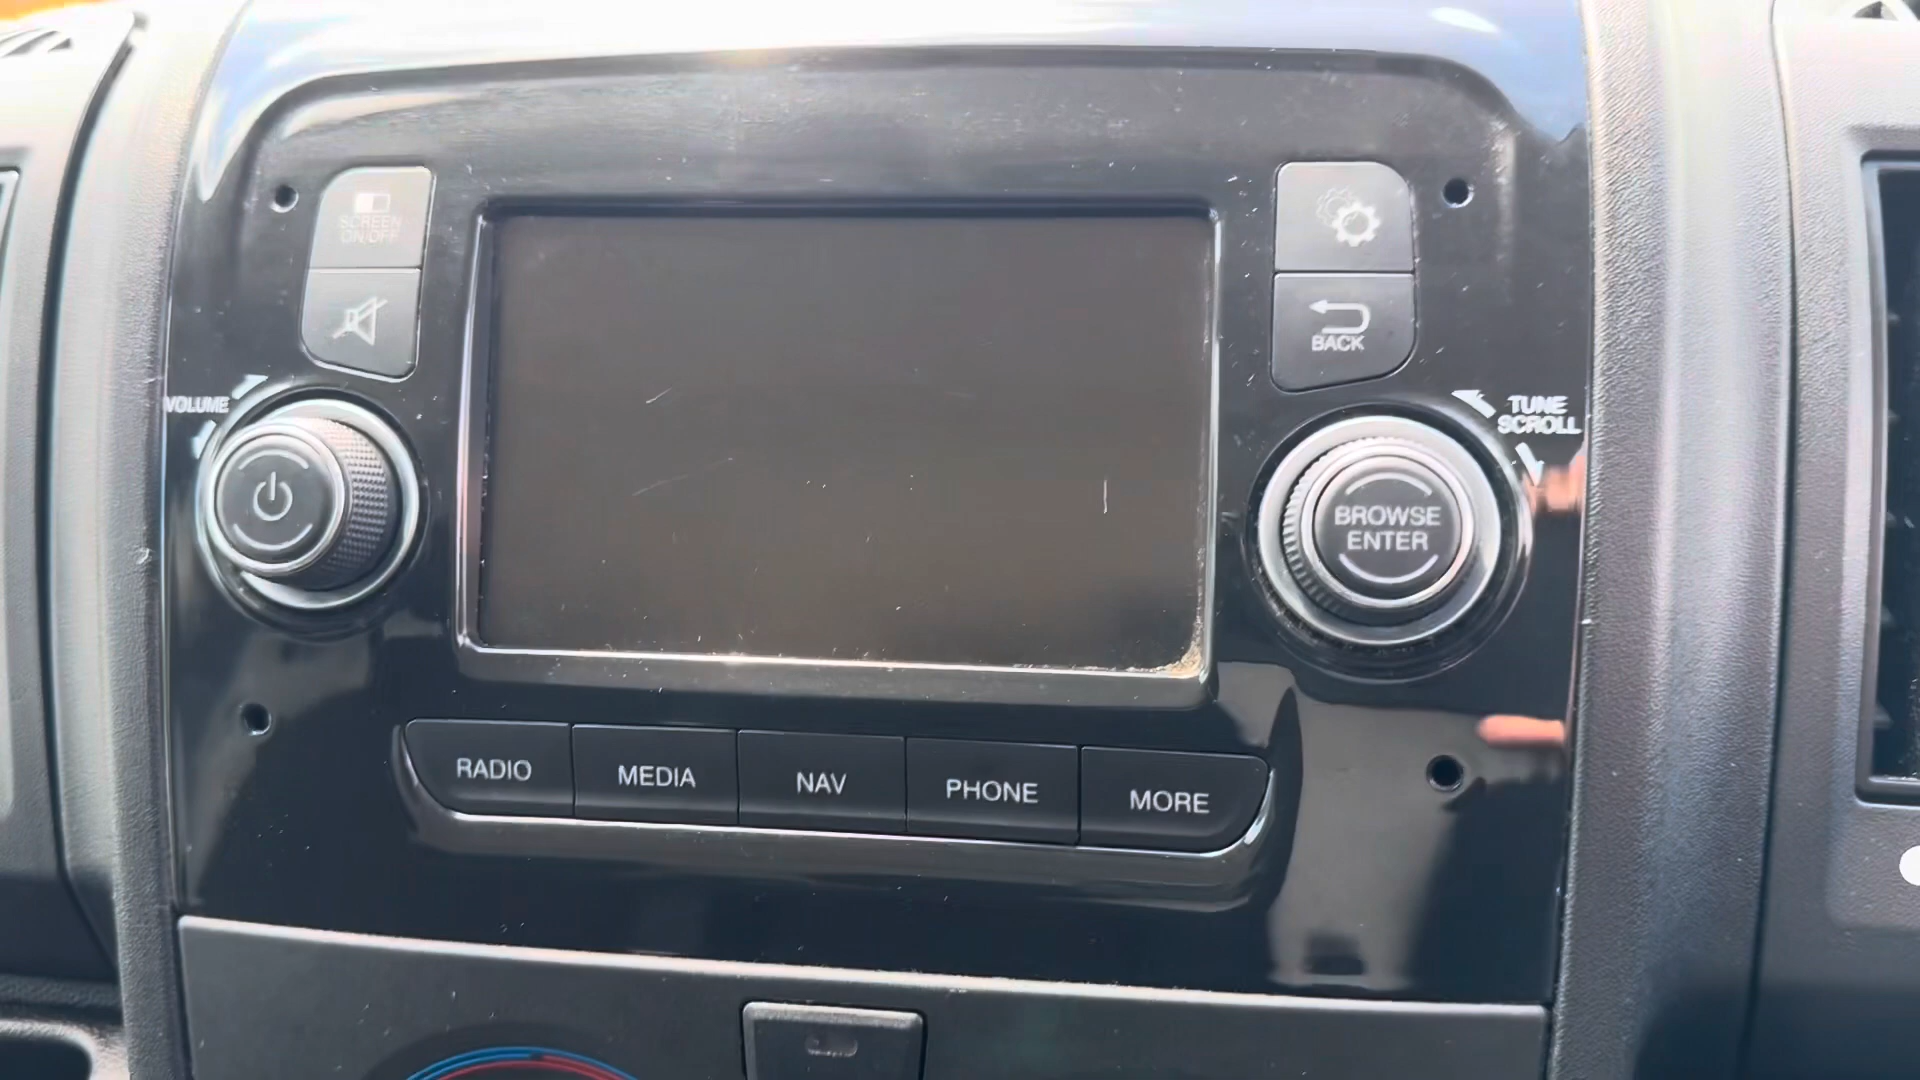 SCREEN
ON/OFF
BACK
VOLUME
TUNE
SCROLL
BROWSE
ENTER
RADIO
MEDIA
NAV
PHONE
MORE